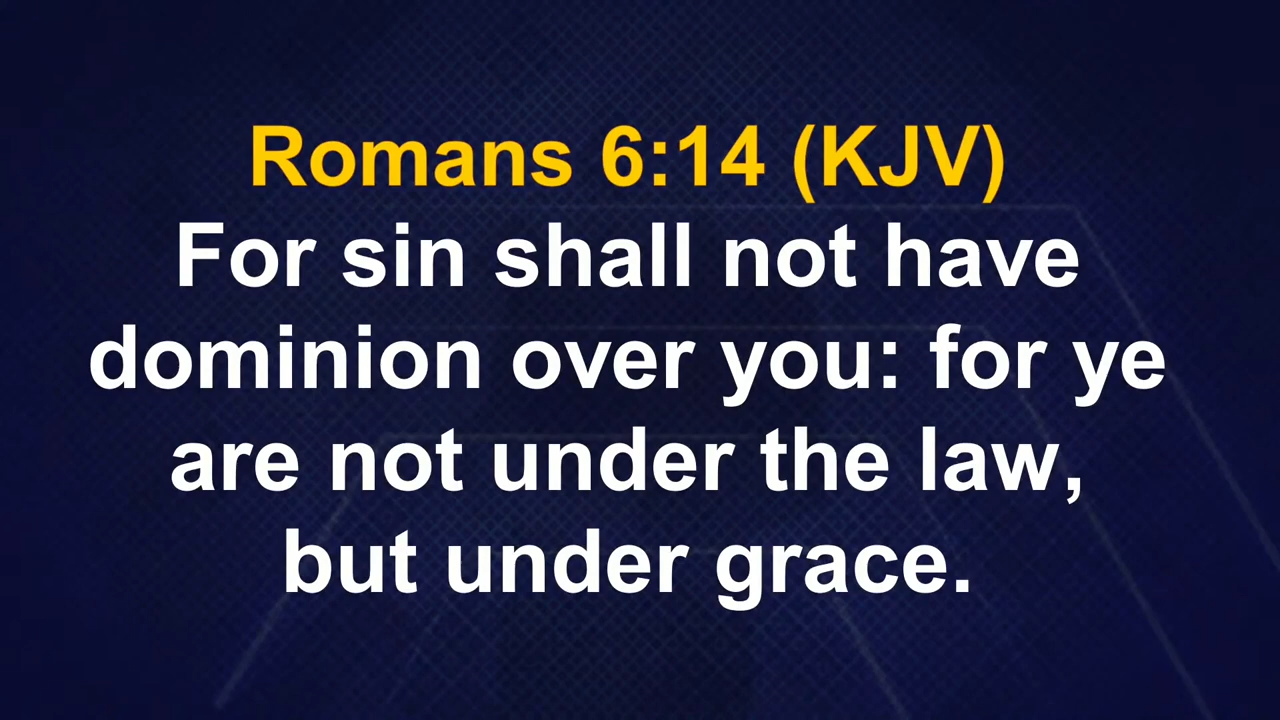 Romans 6:14 (KJV)
For sin shall not have
dominion over you: for ye
are not under the law,
but under grace.